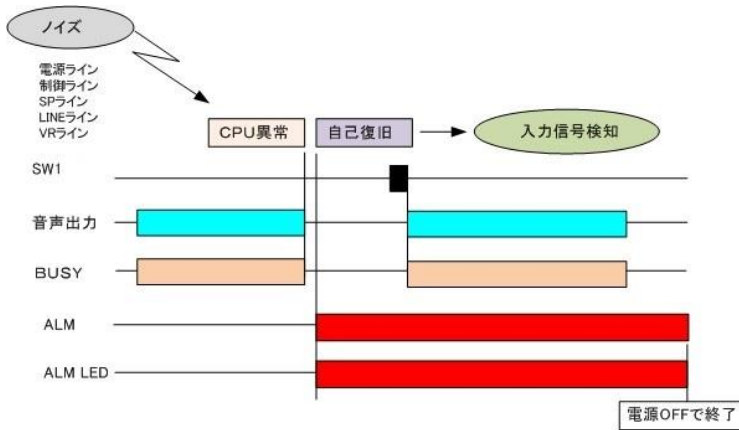 ノイズ
電源ライン
制御ライン
SPライン
LINEライン
VRライン
CPU異常
自己復旧
入力信号検知
SW1
音声出力
BUSY
ALM
ALM LED
電源OFFで終了